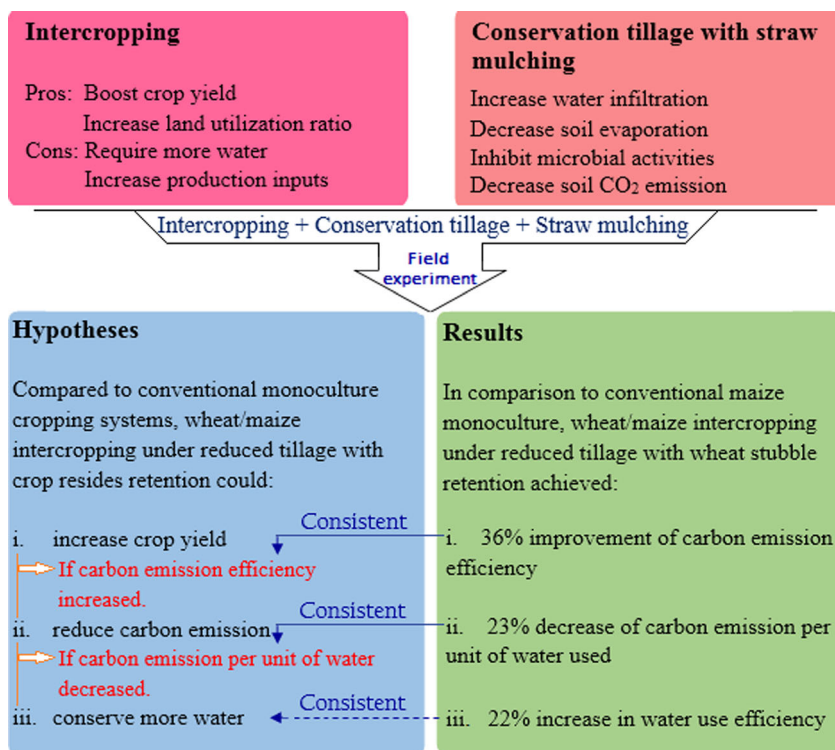 Intercropping
Pros: Boost crop yield
Increase land utilization ratio
Cons: Require more water
Increase production inputs
Conservation tillage with straw
mulching
Increase water infiltration
Decrease soil evaporation
Inhibit microbial activities
Decrease soil CO₂ emission
Intercropping + Conservation tillage + Straw mulching
Field
experiment
Hypotheses
Compared to conventional monoculture
cropping systems, wheat/maize
intercropping under reduced tillage with
crop resides retention could:
i. increase crop yield
If carbon emission efficiency
increased.
ii. reduce carbon emission
If carbon emission per unit of water
decreased.
iii. conserve more water
Consistent
Consistent
Consistent
Results
In comparison to conventional maize
monoculture, wheat/maize intercropping
under reduced tillage with wheat stubble
retention achieved:
i. 36% improvement of carbon emission
efficiency
ii. 23% decrease of carbon emission per
unit of water used
iii. 22% increase in water use efficiency